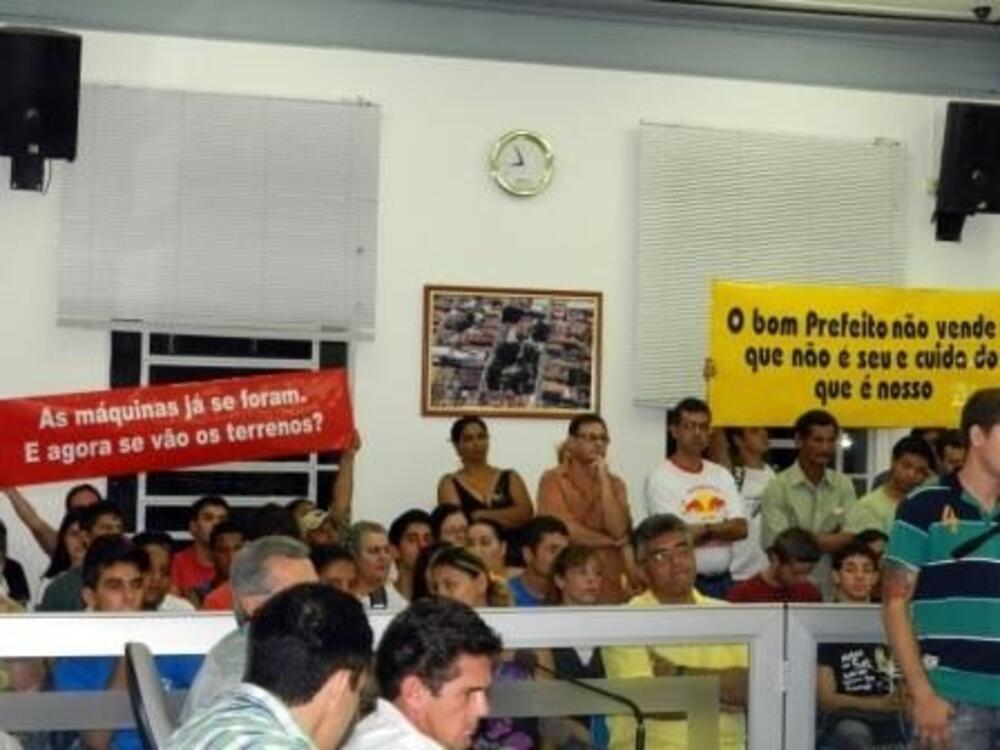 As máquinas já se foram.
E agora se vão os terrenos?
O bom Prefeito não vende
que não é seu e cuida do
que é nosso